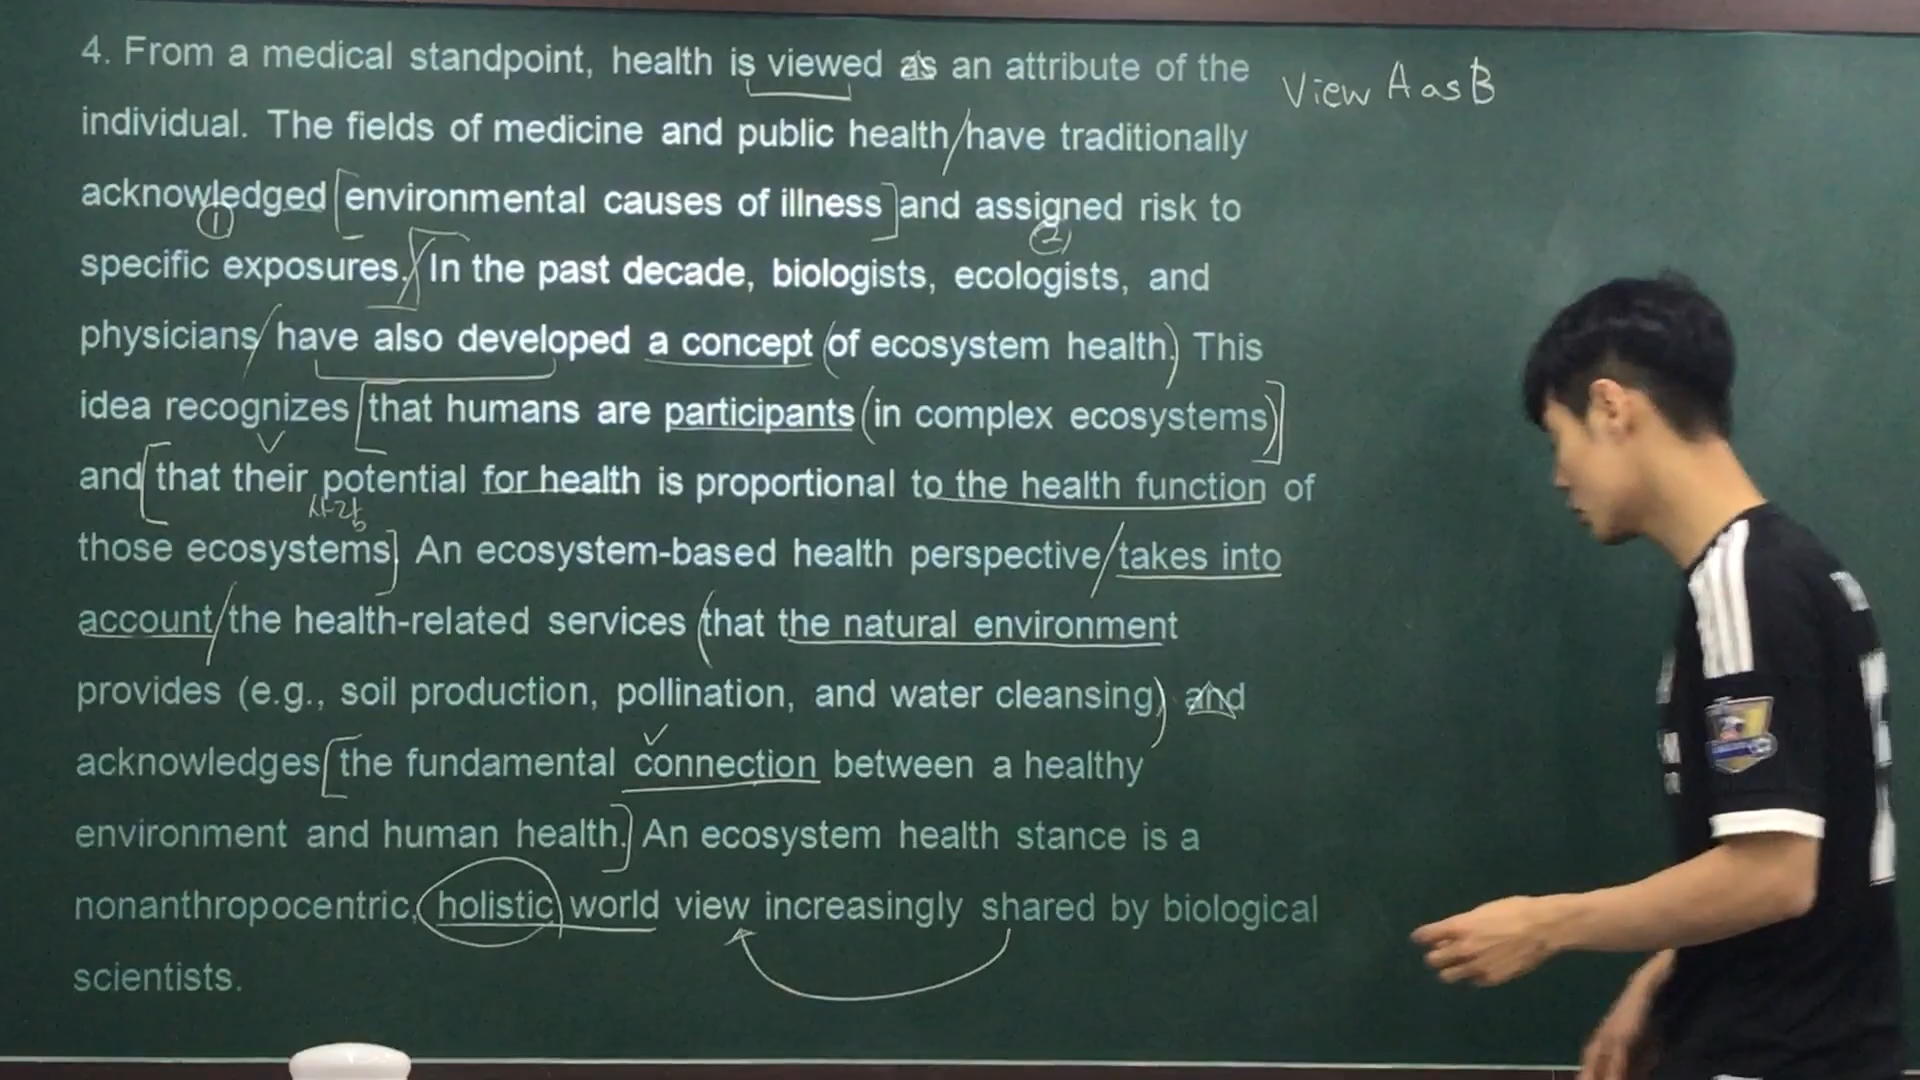 4. From a medical standpoint, health is viewed as an attribute of the
View A as B
individual. The fields of medicine and public health have traditionally
acknowledged environmental causes of illness and assigned risk to
①
②
specific exposures. In the past decade, biologists, ecologists, and
physicians have also developed a concept of ecosystem health. This
idea recognizes that humans are participants in complex ecosystems
and that their potential for health is proportional to the health function of
사람
those ecosystems. An ecosystem-based health perspective takes into
account the health-related services that the natural environment
provides (e.g., soil production, pollination, and water cleansing) and
acknowledges the fundamental connection between a healthy
environment and human health. An ecosystem health stance is a
nonanthropocentric, holistic world view increasingly shared by biological
scientists.